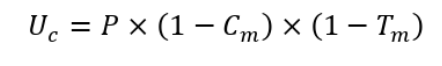 U_c = P × (1 − C_m) × (1 − T_m)